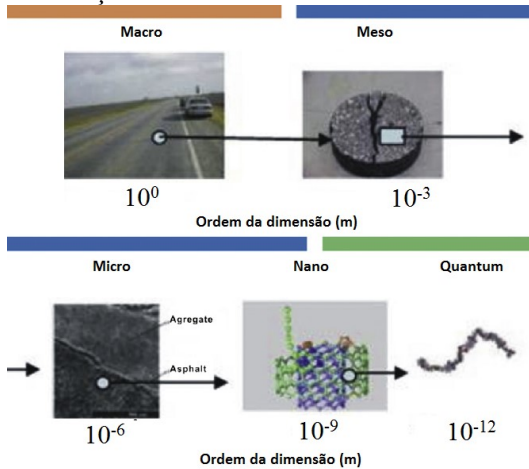 Macro
Meso
10⁰
10⁻³
Ordem da dimensão (m)
Micro
Nano
Quantum
Agregate
Asphalt
10⁻⁶
10⁻⁹
10⁻¹²
Ordem da dimensão (m)